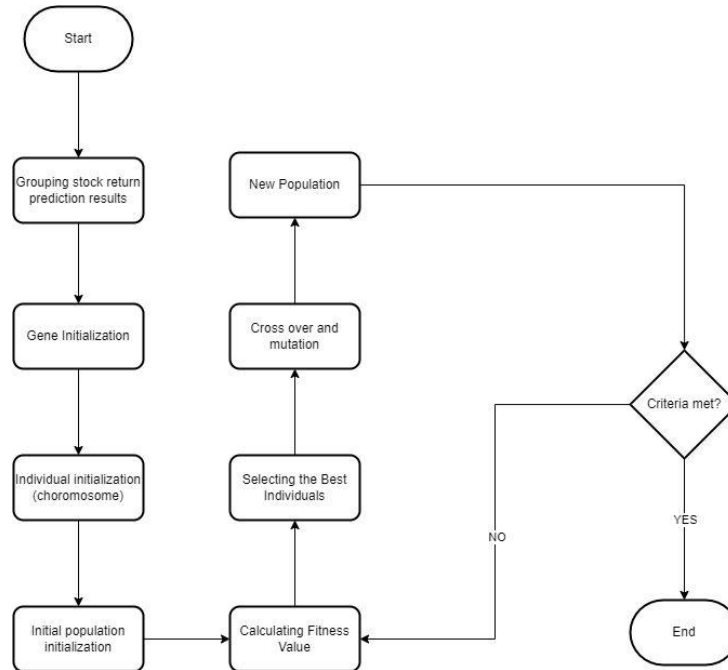 Start
Grouping stock return
prediction results
Gene Initialization
Individual initialization
(choromosome)
Initial population
initialization
Calculating Fitness
Value
Selecting the Best
Individuals
Cross over and
mutation
New Population
Criteria met?
NO
YES
End